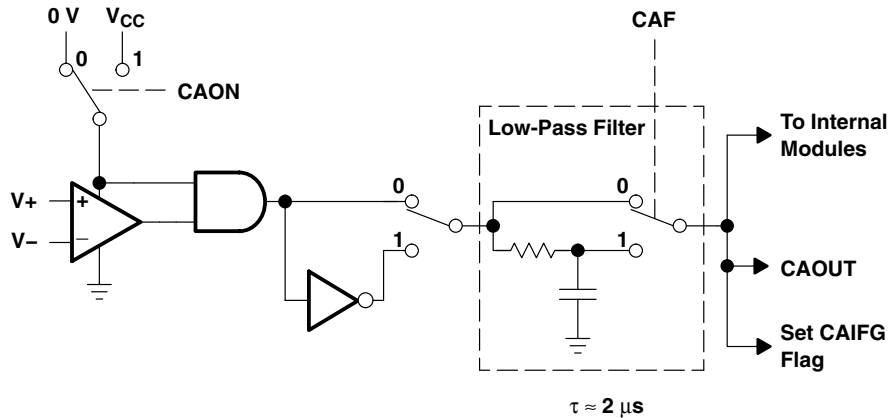 0 V
VCC
0
1
CAON
CAF
Low-Pass Filter
To Internal
Modules
V+
+
V−
−
0
1
0
1
CAOUT
Set CAIFG
Flag
τ ≈ 2 μs